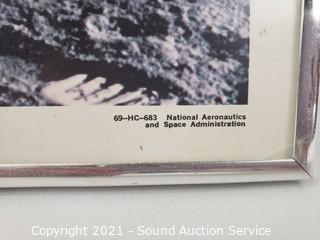 69-HC-683 National Aeronautics
and Space Administration
Copyright 2021 - Sound Auction Service